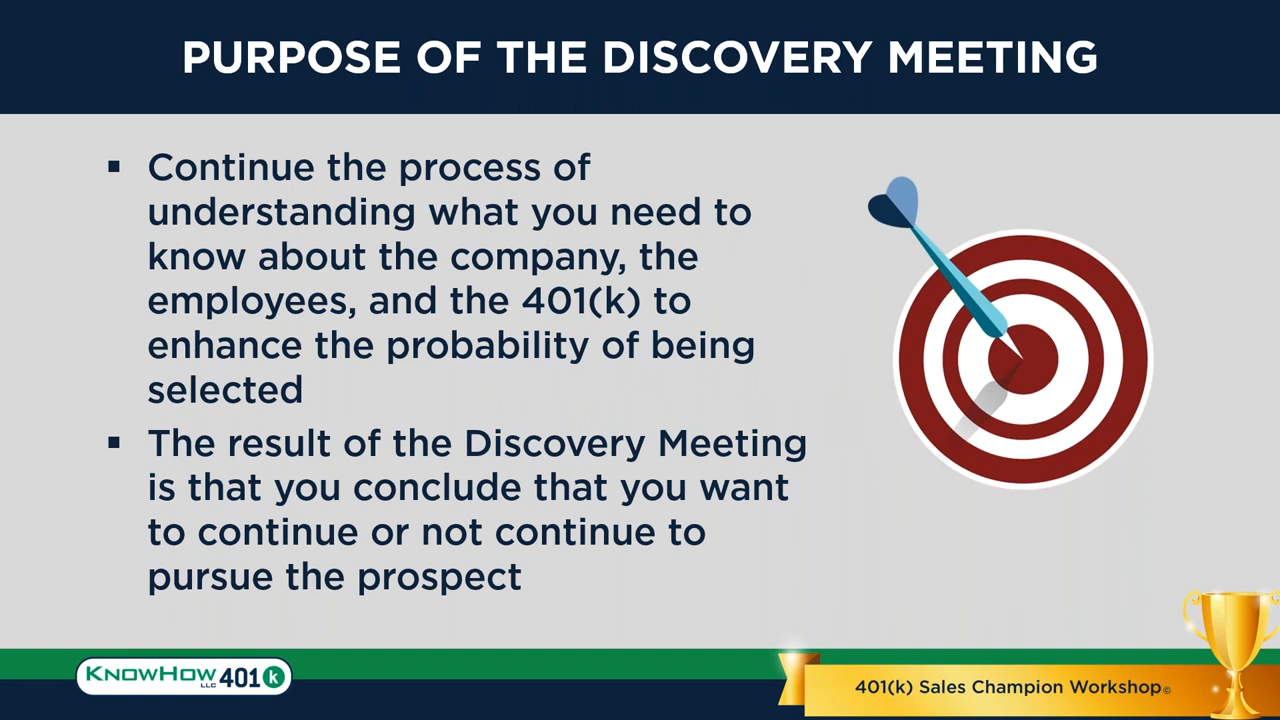 PURPOSE OF THE DISCOVERY MEETING
▪ Continue the process of
understanding what you need to
know about the company, the
employees, and the 401(k) to
enhance the probability of being
selected
▪ The result of the Discovery Meeting
is that you conclude that you want
to continue or not continue to
pursue the prospect
KNOWHOW LLC 401 k
401(k) Sales Champion Workshop©